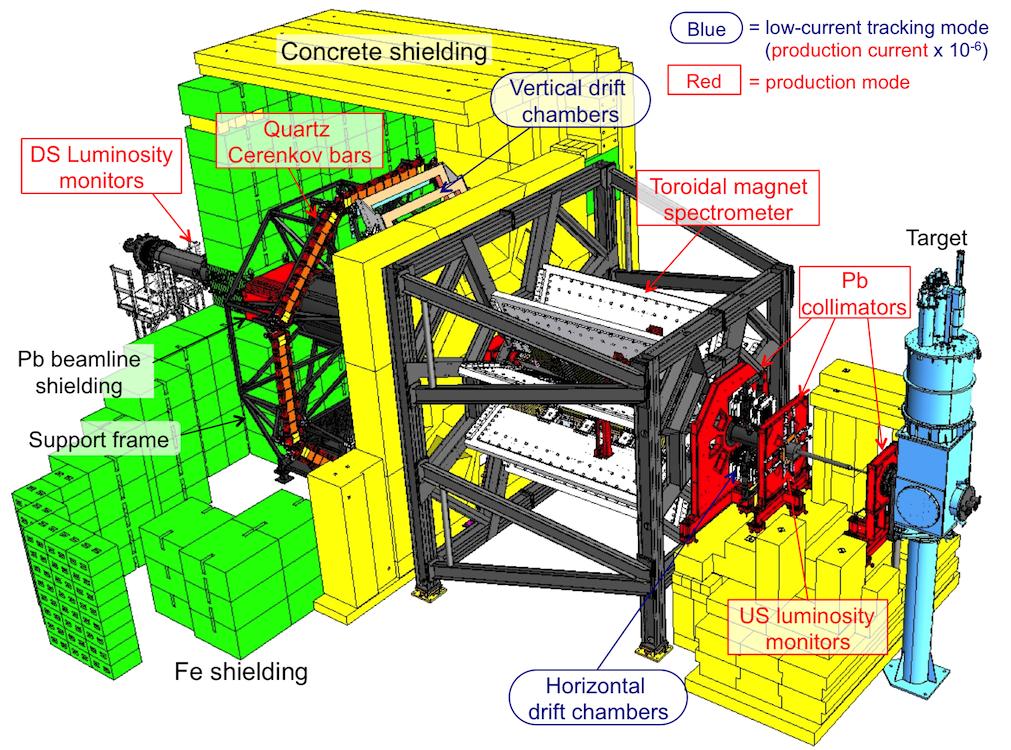 Blue = low-current tracking mode
(production current x 10-6)
Red = production mode
Concrete shielding
Vertical drift
chambers
Quartz
Cerenkov bars
DS Luminosity
monitors
Toroidal magnet
spectrometer
Target
Pb
collimators
Pb beamline
shielding
Support frame
US luminosity
monitors
Fe shielding
Horizontal
drift chambers